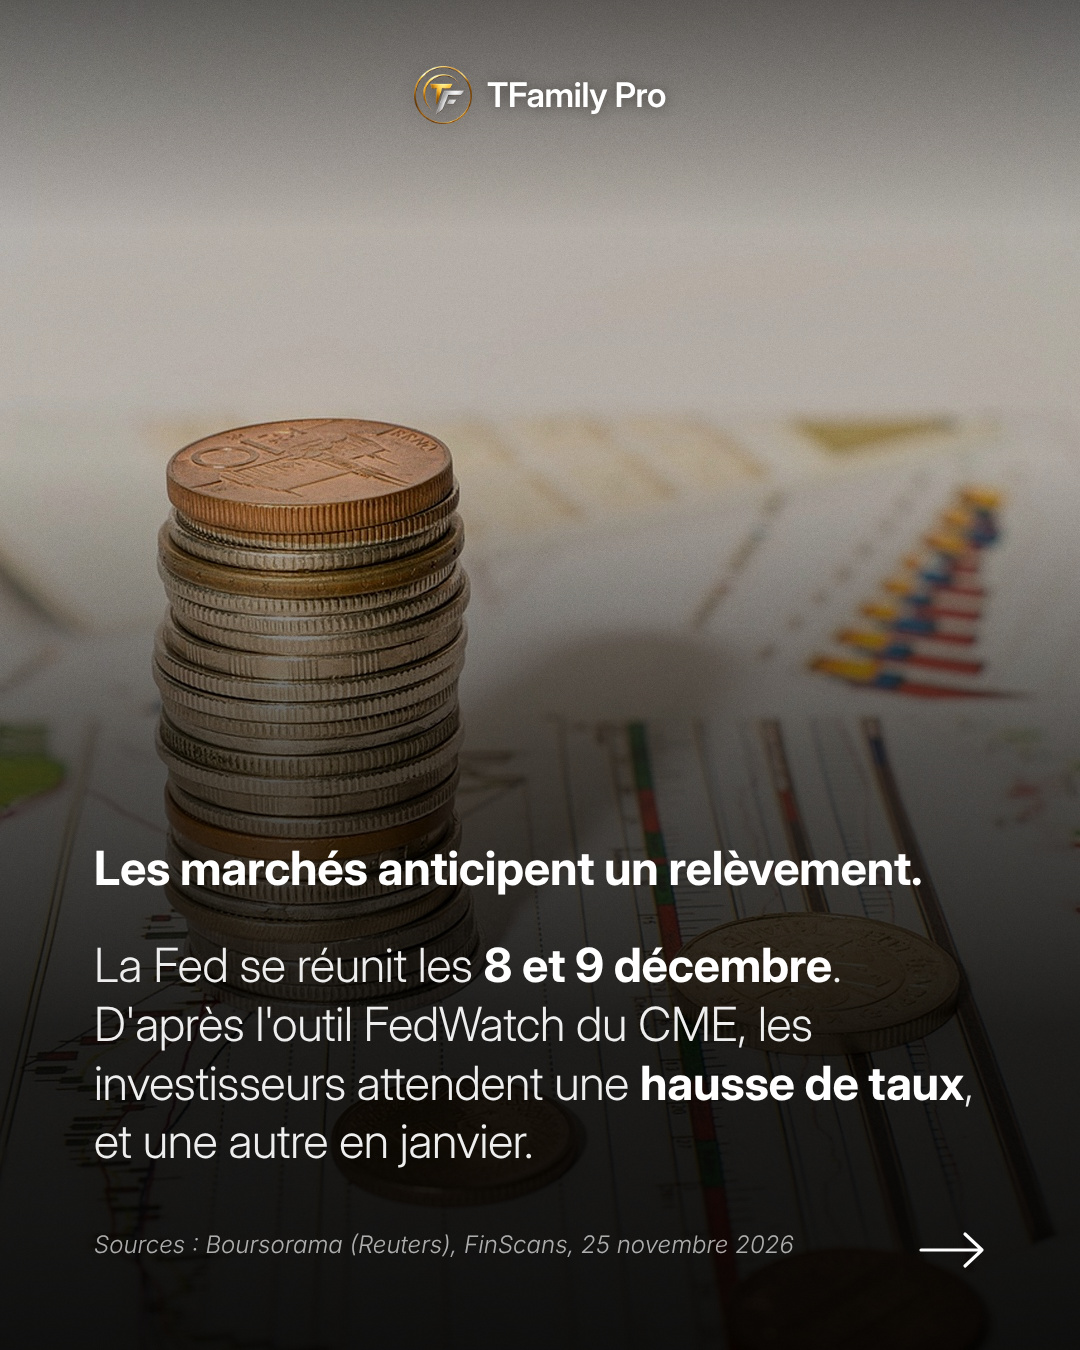 TFamily Pro
Les marchés anticipent un relèvement.
La Fed se réunit les 8 et 9 décembre.
D'après l'outil FedWatch du CME, les
investisseurs attendent une hausse de taux,
et une autre en janvier.
Sources : Boursorama (Reuters), FinScans, 25 novembre 2026